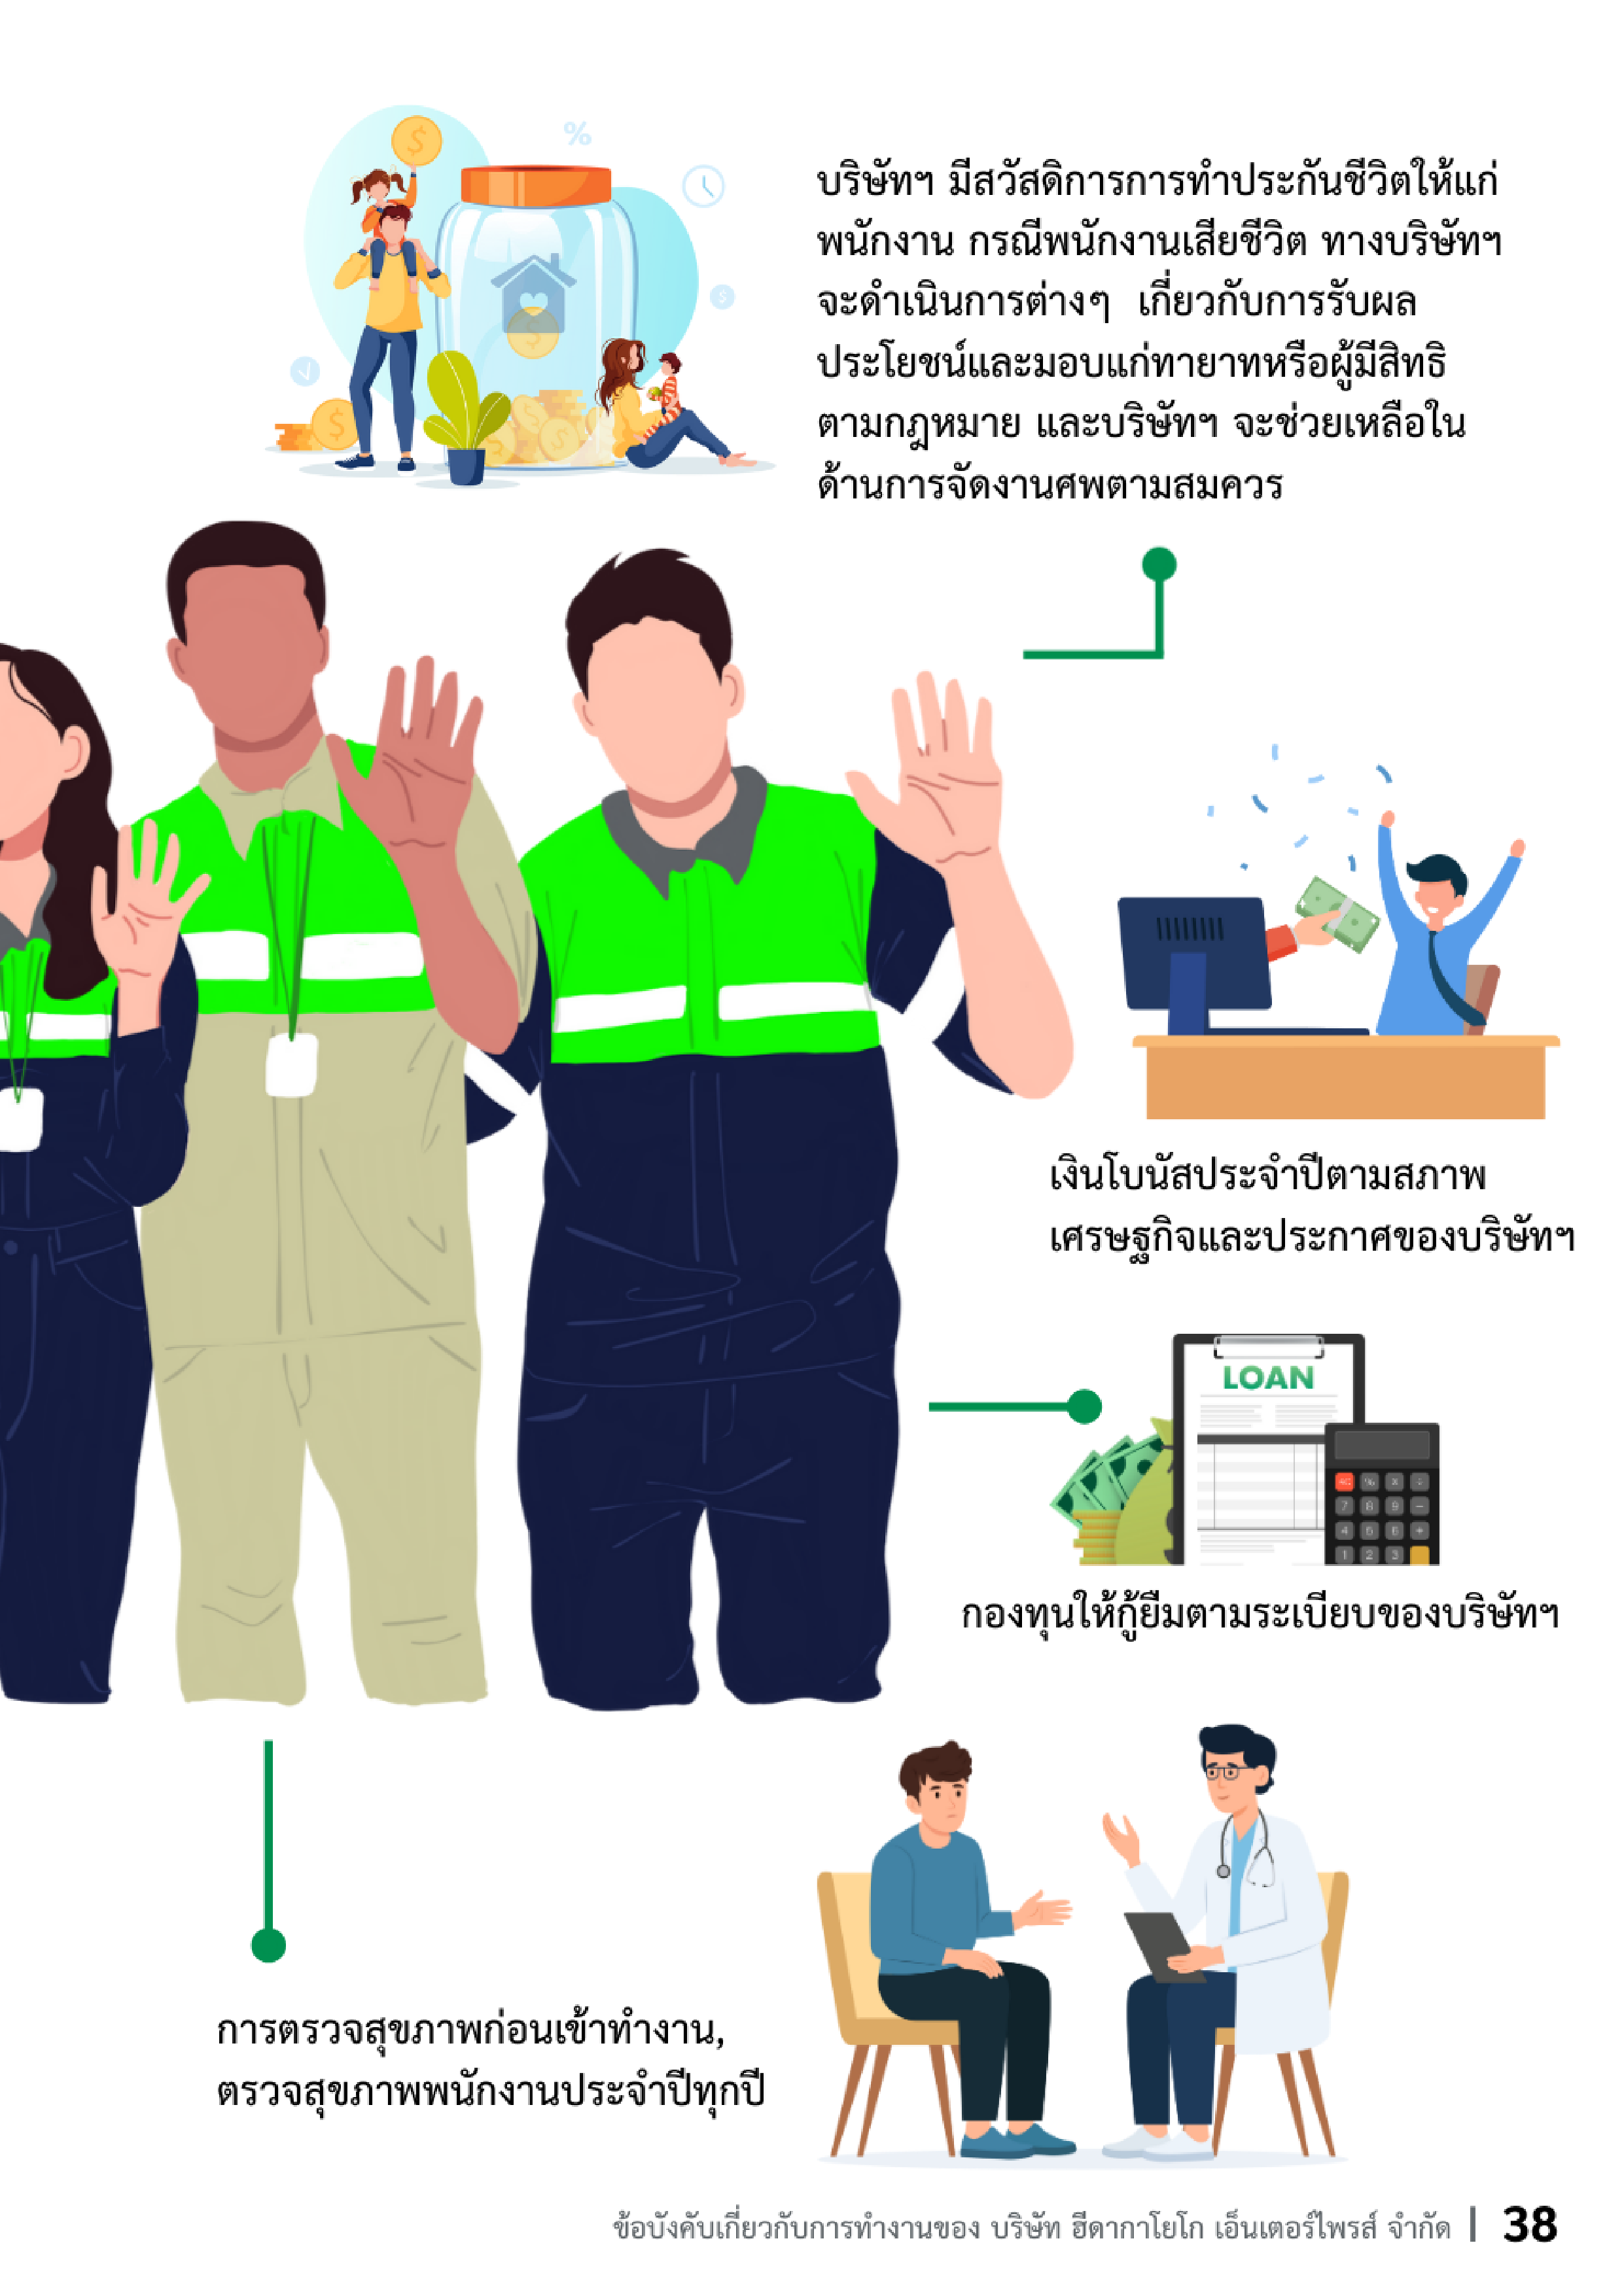 บริษัทฯ มีสวัสดิการการทำประกันชีวิตให้แก่
พนักงาน กรณีพนักงานเสียชีวิต ทางบริษัทฯ
จะดำเนินการต่างๆ เกี่ยวกับการรับผล
ประโยชน์และมอบแก่ทายาทหรือผู้มีสิทธิ
ตามกฎหมาย และบริษัทฯ จะช่วยเหลือใน
ด้านการจัดงานศพตามสมควร
เงินโบนัสประจำปีตามสภาพ
เศรษฐกิจและประกาศของบริษัทฯ
LOAN
กองทุนให้กู้ยืมตามระเบียบของบริษัทฯ
การตรวจสุขภาพก่อนเข้าทำงาน,
ตรวจสุขภาพพนักงานประจำปีทุกปี
ข้อบังคับเกี่ยวกับการทำงานของ บริษัท ฮีดากาโยโก เอ็นเตอร์ไพรส์ จำกัด | 38